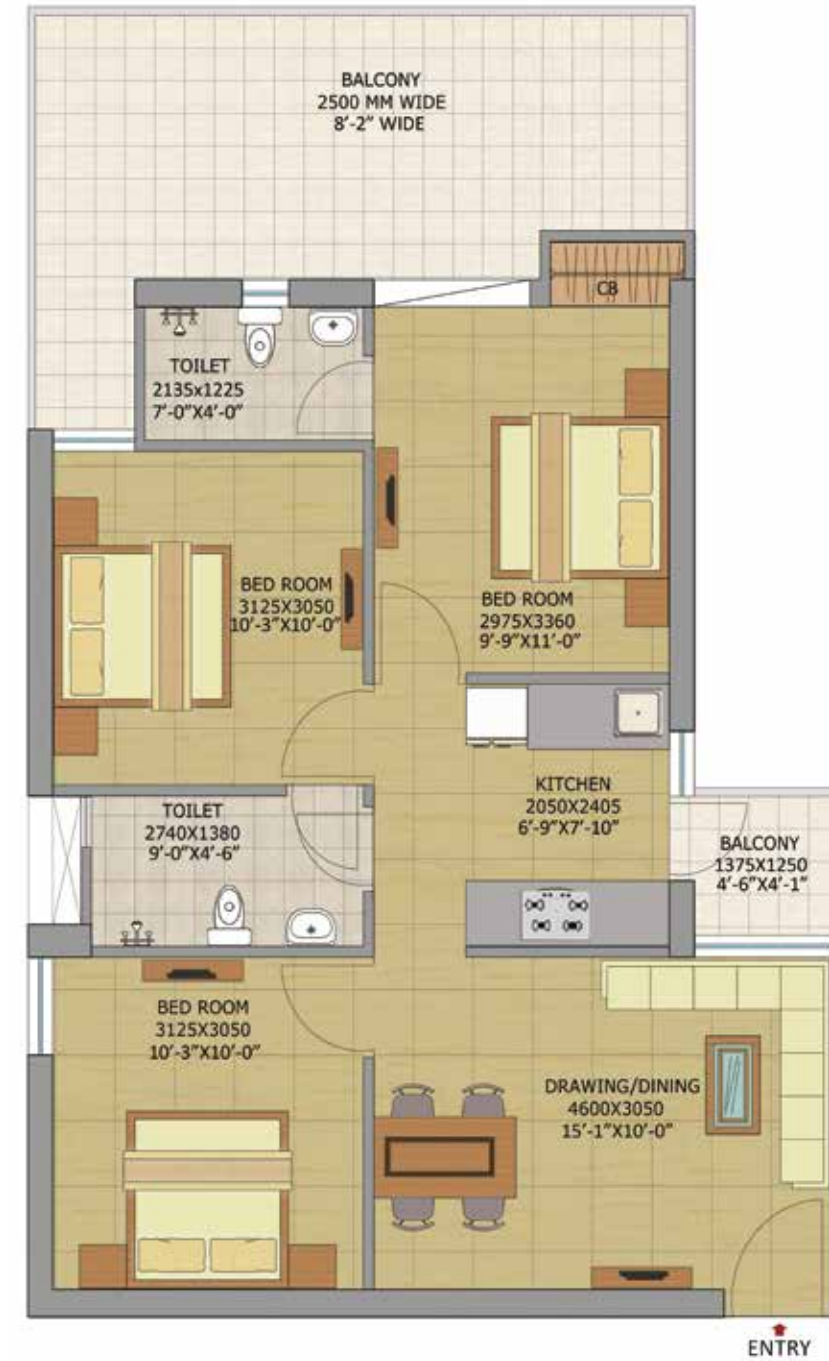 BALCONY
2500 MM WIDE
8'-2" WIDE
CB
TOILET
2135x1225
7'-0"X4'-0"
BED ROOM
3125X3050
10'-3"X10'-0"
BED ROOM
2975X3360
9'-9"X11'-0"
KITCHEN
2050X2405
6'-9"X7'-10"
TOILET
2740X1380
9'-0"X4'-6"
BALCONY
1375X1250
4'-6"X4'-1"
BED ROOM
3125X3050
10'-3"X10'-0"
DRAWING/DINING
4600X3050
15'-1"X10'-0"
ENTRY